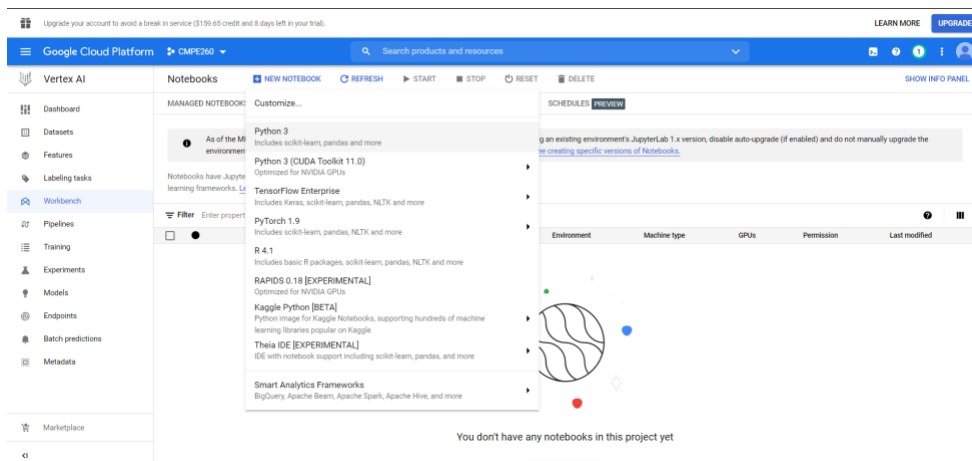 Upgrade your account to avoid a break in service ($159.65 credit and 8 days left in your trial).
LEARN MORE
UPGRADE
Google Cloud Platform
CMPE260
Search products and resources
1
Vertex AI
Notebooks
NEW NOTEBOOK
REFRESH
START
STOP
RESET
DELETE
SHOW INFO PANEL
Dashboard
Datasets
Features
Labeling tasks
Workbench
Pipelines
Training
Experiments
Models
Endpoints
Batch predictions
Metadata
Marketplace
MANAGED NOTEBOOK
SCHEDULES PREVIEW
As of the
g an existing environment's JupyterLab 1.x version, disable auto-upgrade (if enabled) and do not manually upgrade the
environmen
creating specific versions of Notebooks.
Notebooks have Jupyte
learning frameworks.
Filter Enter propert
Environment
Machine type
GPUs
Permission
Last modified
Customize...
Python 3
Includes scikit-learn, pandas and more
Python 3 (CUDA Toolkit 11.0)
Optimized for NVIDIA GPUs
TensorFlow Enterprise
Includes Keras, scikit-learn, pandas, NLTK and more
PyTorch 1.9
Includes scikit-learn, pandas, NLTK and more
R 4.1
Includes basic R packages, scikit-learn, pandas, NLTK and more
RAPIDS 0.18 [EXPERIMENTAL]
Optimized for NVIDIA GPUs
Kaggle Python [BETA]
Python image for Kaggle Notebooks, supporting hundreds of machine
learning libraries popular on Kaggle
Theia IDE [EXPERIMENTAL]
IDE with notebook support including scikit-learn, pandas, and more
Smart Analytics Frameworks
BigQuery, Apache Beam, Apache Spark, Apache Hive, and more
You don't have any notebooks in this project yet